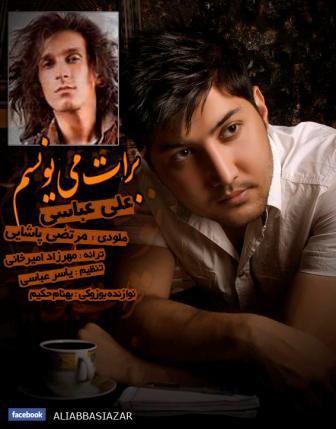 برات می نویسم
علی عباسی
ملودی : مرتضی پاشایی
ترانه : مهرزاد امیرخانی
تنظیم : یاسر عباسی
نوازنده بوزوکی : بهنام حکیم
facebook ALIABBASIAZAR